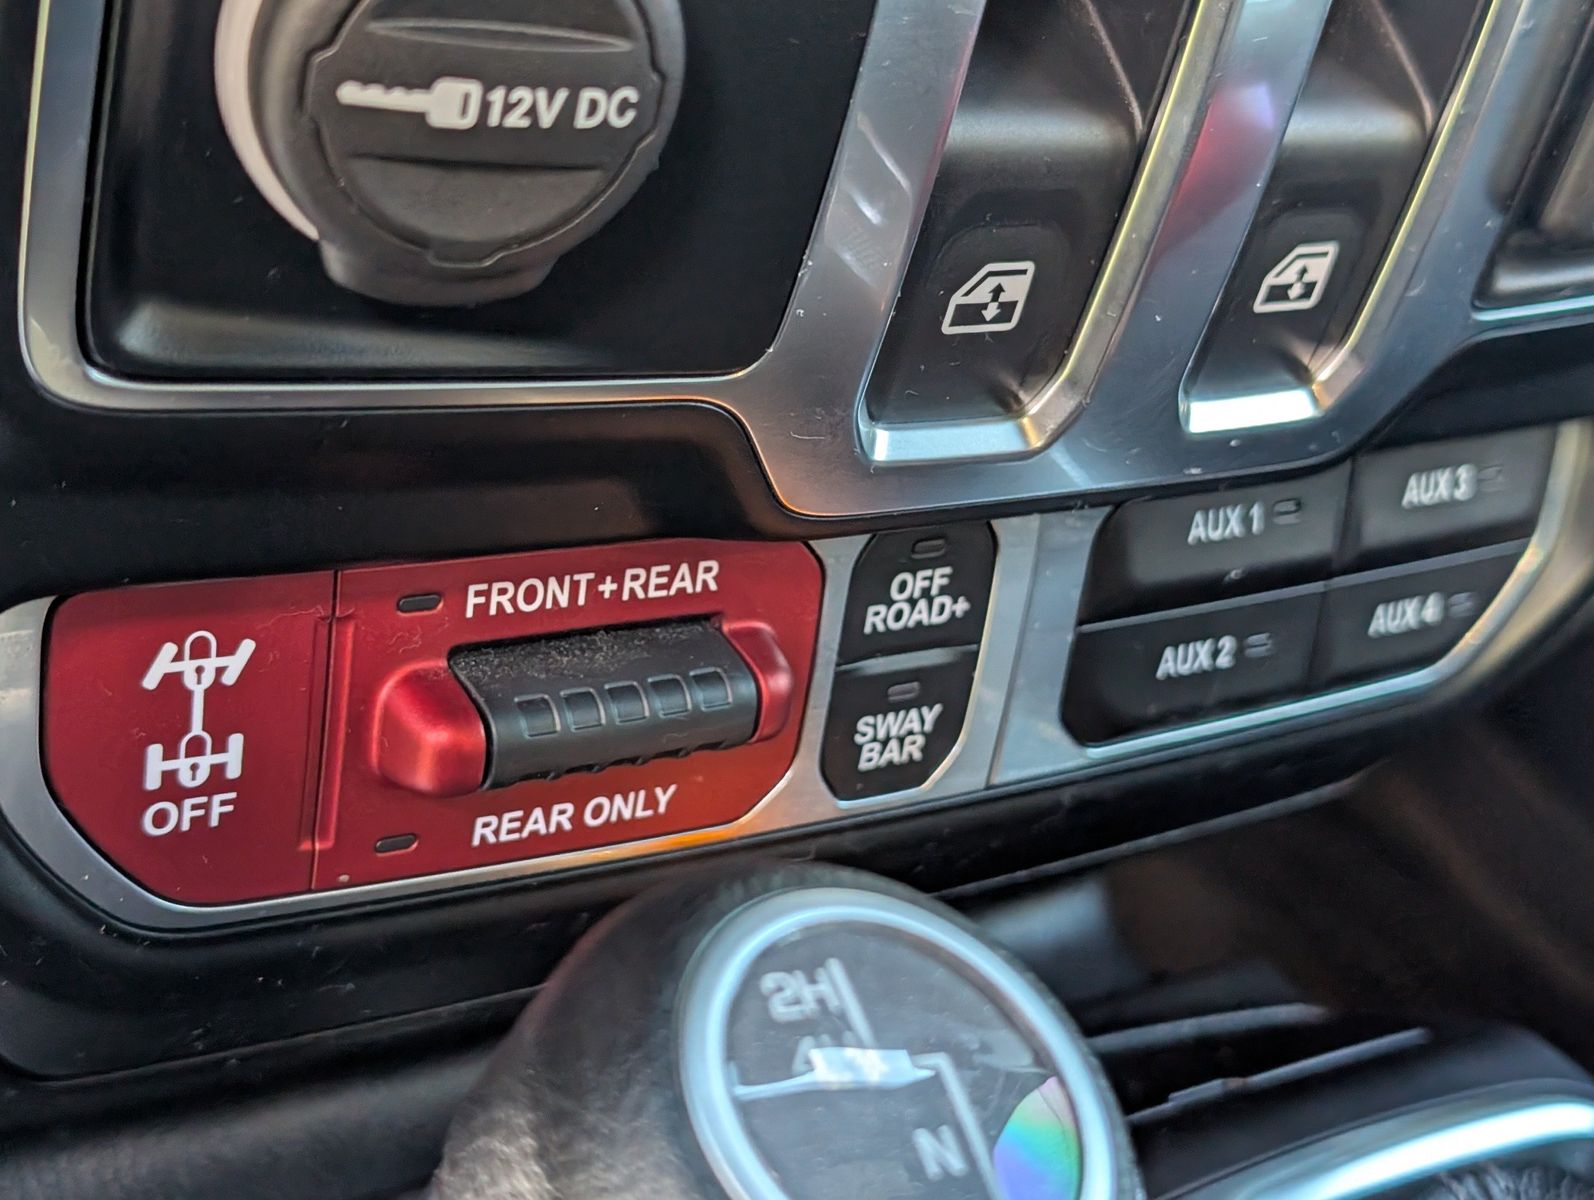 12V DC
AUX 1
AUX 3
AUX 2
AUX 4
FRONT+REAR
OFF
ROAD+
SWAY
BAR
OFF
REAR ONLY
2H
N